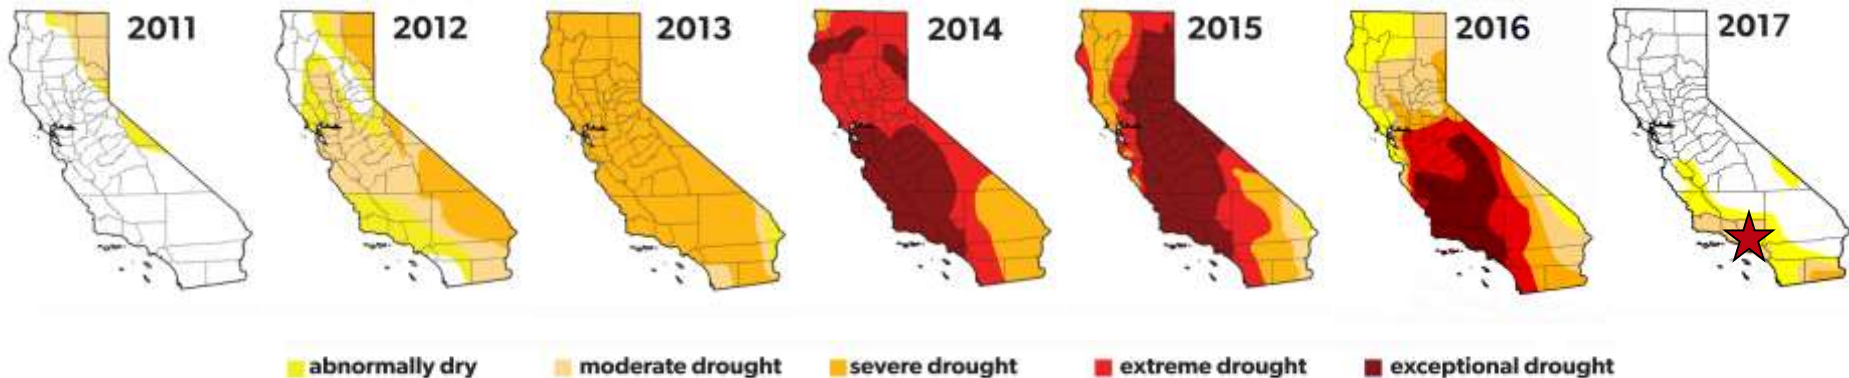 2011 2012 2013 2014 2015 2016 2017
abnormally dry moderate drought severe drought extreme drought exceptional drought